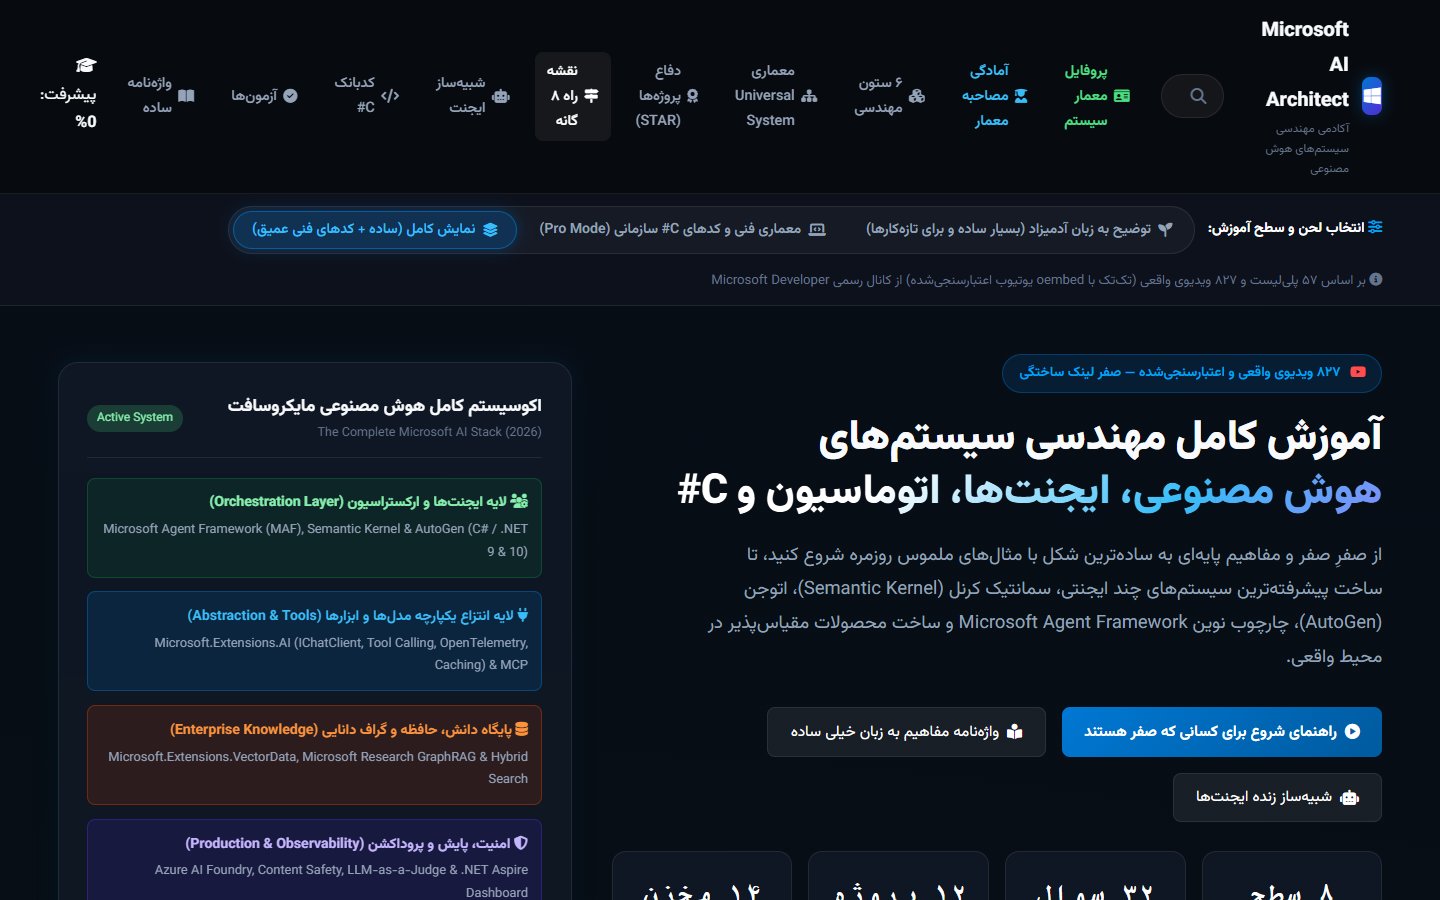 Microsoft
AI
Architect
آکادمی مهندسی
سیستم‌های هوش
مصنوعی
پروفایل
معمار
سیستم
آمادگی
مصاحبه
معمار
۶ ستون
مهندسی
معماری
Universal
System
دفاع
پروژه‌ها
(STAR)
نقشه
راه ۸
گانه
شبیه‌ساز
ایجنت
کدبانک
C#
آزمون‌ها
واژه‌نامه
ساده
پیشرفت:
0%
انتخاب لحن و سطح آموزش:
توضیح به زبان آدمیزاد (بسیار ساده و برای تازه‌کارها)
معماری فنی و کدهای C# سازمانی (Pro Mode)
نمایش کامل (ساده + کدهای فنی عمیق)
بر اساس ۵۷ پلی‌لیست و ۸۲۷ ویدیوی واقعی (تک‌تک با oembed یوتیوب اعتبارسنجی‌شده) از کانال رسمی Microsoft Developer
۸۲۷ ویدیوی واقعی و اعتبارسنجی‌شده — صفر لینک ساختگی
آموزش کامل مهندسی سیستم‌های
هوش مصنوعی، ایجنت‌ها، اتوماسیون و C#
از صفرِ صفر و مفاهیم پایه‌ای به ساده‌ترین شکل با مثال‌های ملموس روزمره شروع کنید، تا
ساخت پیشرفته‌ترین سیستم‌های چند ایجنتی، سمانتیک کرنل (Semantic Kernel)، اتوجن
(AutoGen)، چارچوب نوین Microsoft Agent Framework و ساخت محصولات مقیاس‌پذیر در
محیط واقعی.
راهنمای شروع برای کسانی که صفر هستند
واژه‌نامه مفاهیم به زبان خیلی ساده
شبیه‌ساز زنده ایجنت‌ها
۸ سطح
۳۲ سوال
۱۲ پروژه
۱۴ مخزن
اکوسیستم کامل هوش مصنوعی مایکروسافت
The Complete Microsoft AI Stack (2026)
Active System
لایه ایجنت‌ها و ارکستراسیون (Orchestration Layer)
Microsoft Agent Framework (MAF), Semantic Kernel & AutoGen (C# / .NET
9 & 10)
لایه انتزاع یکپارچه مدل‌ها و ابزارها (Abstraction & Tools)
Microsoft.Extensions.AI (IChatClient, Tool Calling, OpenTelemetry,
Caching) & MCP
پایگاه دانش، حافظه و گراف دانایی (Enterprise Knowledge)
Microsoft.Extensions.VectorData, Microsoft Research GraphRAG & Hybrid
Search
امنیت، پایش و پروداکشن (Production & Observability)
Azure AI Foundry, Content Safety, LLM-as-a-Judge & .NET Aspire
Dashboard